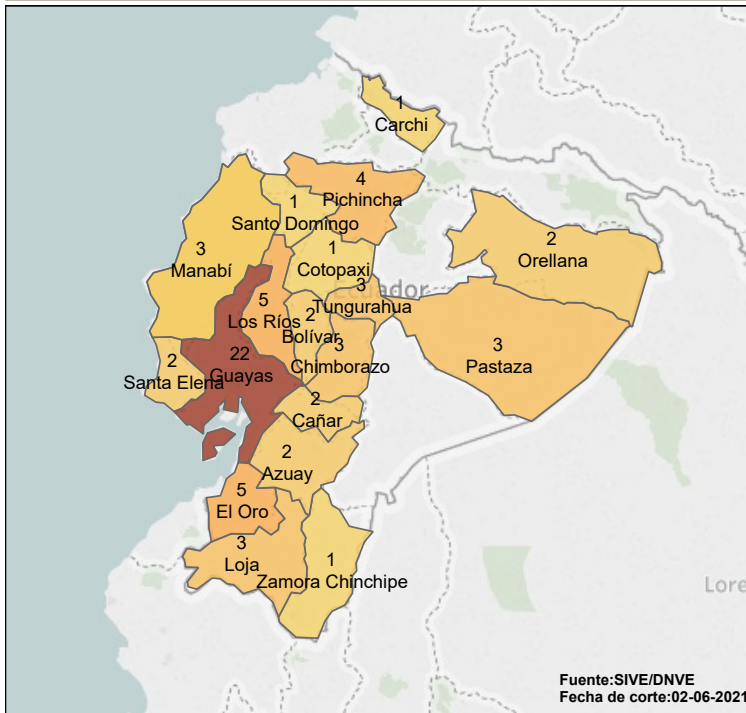 1
Carchi
4
Pichincha
1
Santo Domingo
2
Orellana
3
Manabí
1
Cotopaxi
Ecuador
3
Tungurahua
5
Los Ríos
2
Bolívar
3
Chimborazo
3
Pastaza
22
Guayas
2
Santa Elena
2
Cañar
2
Azuay
5
El Oro
3
Loja
1
Zamora Chinchipe
Lore
Fuente:SIVE/DNVE
Fecha de corte:02-06-2021